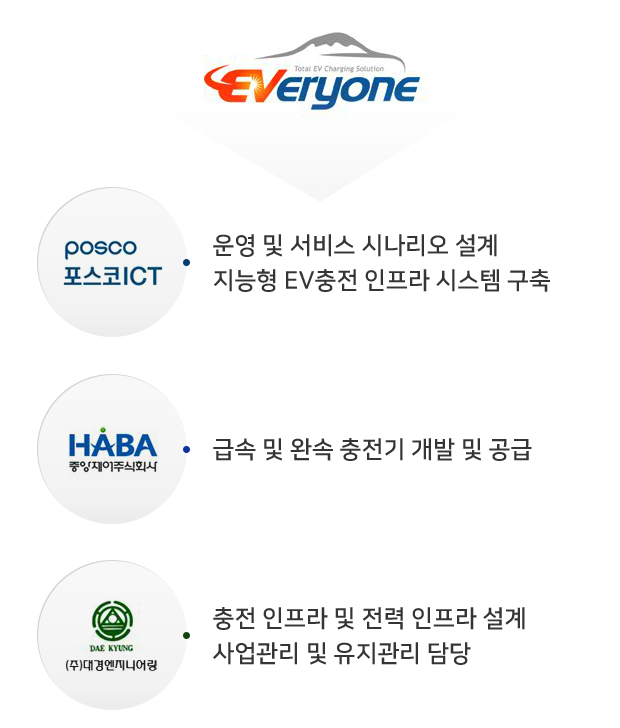 Total EV Charging Solution
EVeryone
posco
포스코ICT
운영 및 서비스 시나리오 설계
지능형 EV충전 인프라 시스템 구축
HABA
중앙제어주식회사
급속 및 완속 충전기 개발 및 공급
DAE KYUNG
(주)대경엔지니어링
충전 인프라 및 전력 인프라 설계
사업관리 및 유지관리 담당